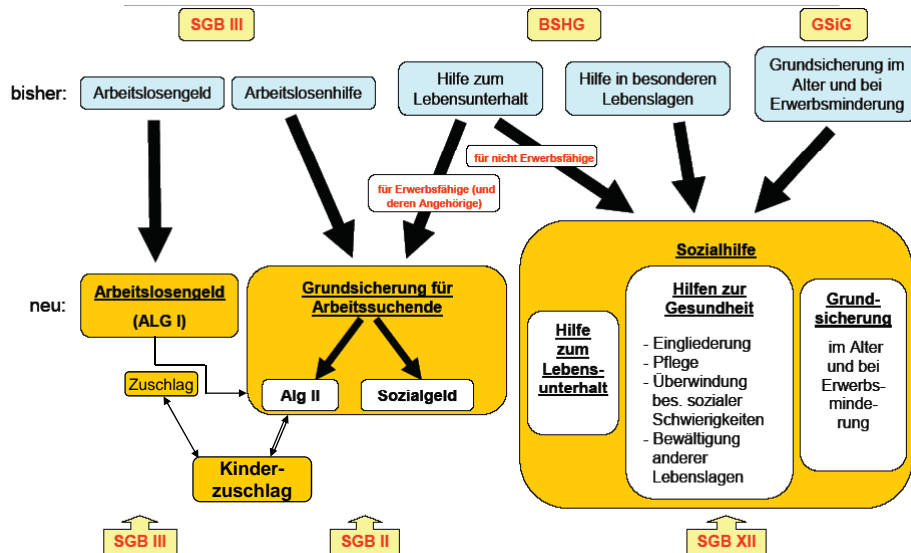 SGB III
BSHG
GSiG
bisher:
Arbeitslosengeld
Arbeitslosenhilfe
Hilfe zum
Lebensunterhalt
Hilfe in besonderen
Lebenslagen
Grundsicherung im
Alter und bei
Erwerbsminderung
für nicht Erwerbsfähige
für Erwerbsfähige (und
deren Angehörige)
neu:
Arbeitslosengeld
(ALG I)
Zuschlag
Kinder-
zuschlag
Grundsicherung für
Arbeitssuchende
Alg II
Sozialgeld
Sozialhilfe
Hilfe
zum
Lebens-
unterhalt
Hilfen zur
Gesundheit
- Eingliederung
- Pflege
- Überwindung
bes. sozialer
Schwierigkeiten
- Bewältigung
anderer
Lebenslagen
Grund-
sicherung
im Alter
und bei
Erwerbs-
minde-
rung
SGB III
SGB II
SGB XII